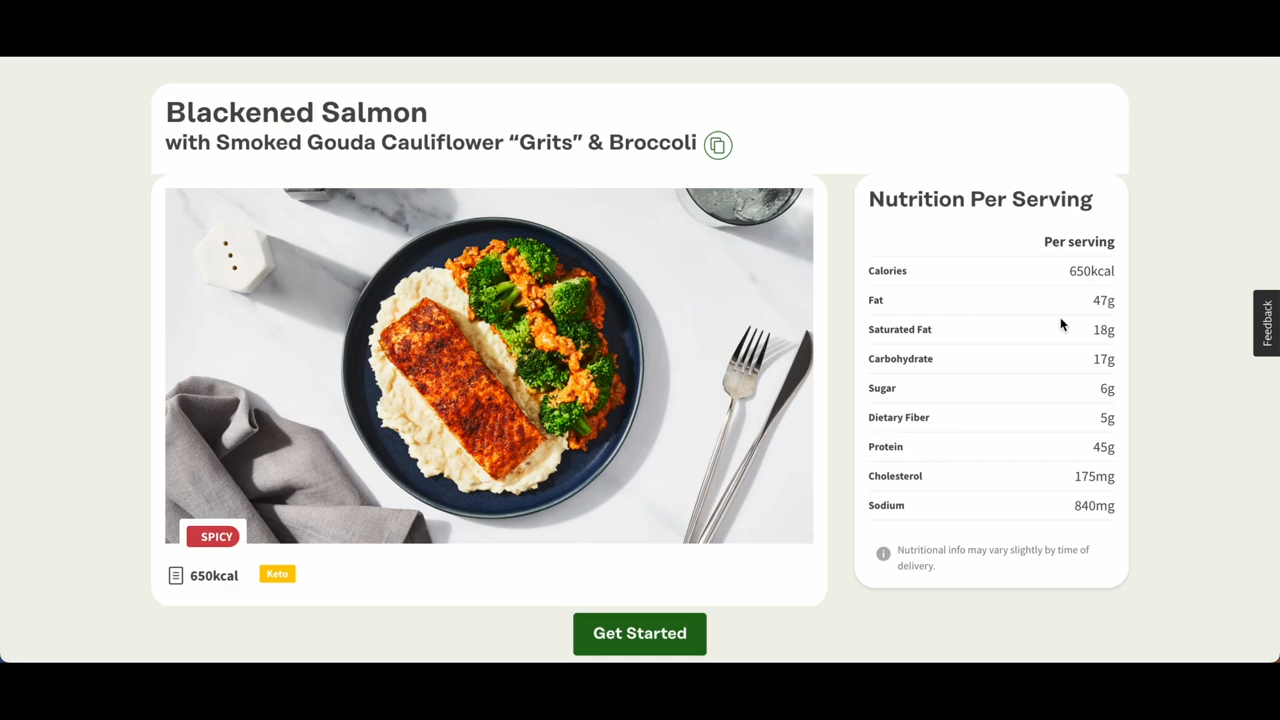 Blackened Salmon
with Smoked Gouda Cauliflower “Grits” & Broccoli
SPICY
650kcal Keto
Nutrition Per Serving
Per serving
Calories 650kcal
Fat 47g
Saturated Fat 18g
Carbohydrate 17g
Sugar 6g
Dietary Fiber 5g
Protein 45g
Cholesterol 175mg
Sodium 840mg
Nutritional info may vary slightly by time of
delivery.
Get Started
Feedback